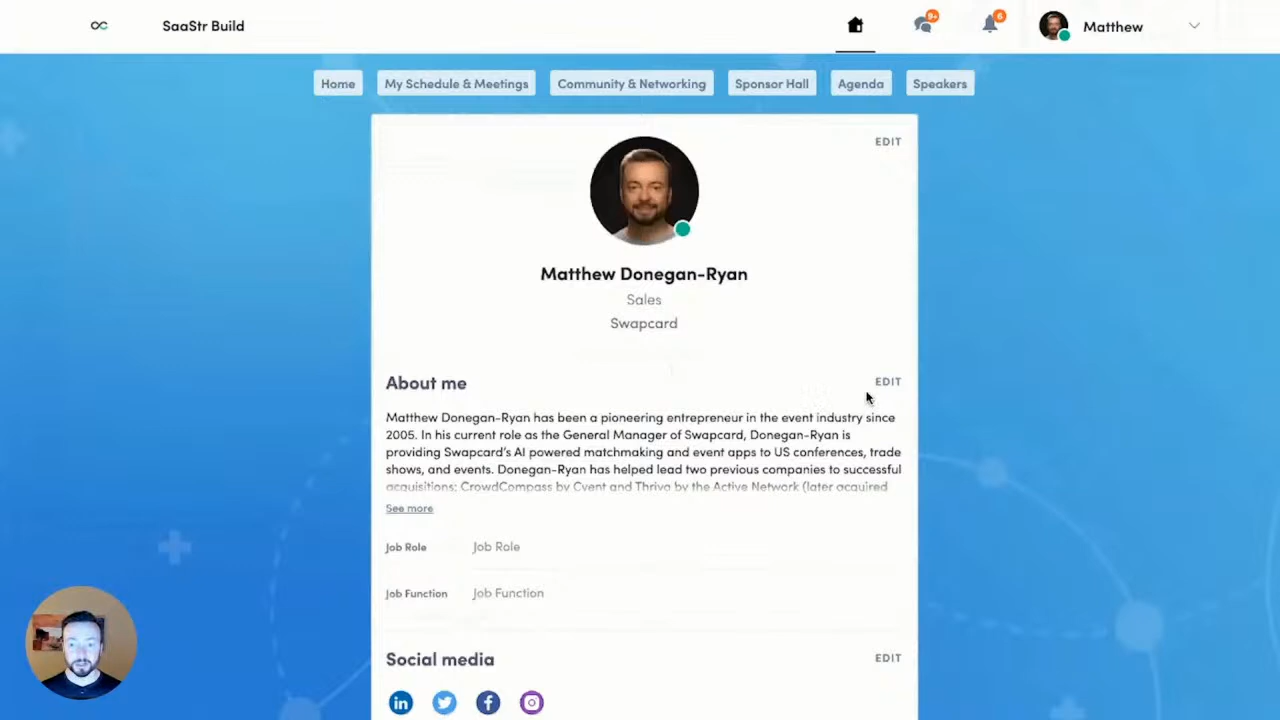 SaaStr Build
9+
6
Matthew
Home
My Schedule & Meetings
Community & Networking
Sponsor Hall
Agenda
Speakers
EDIT
Matthew Donegan-Ryan
Sales
Swapcard
About me
EDIT
Matthew Donegan-Ryan has been a pioneering entrepreneur in the event industry since
2005. In his current role as the General Manager of Swapcard, Donegan-Ryan is
providing Swapcard's AI powered matchmaking and event apps to US conferences, trade
shows, and events. Donegan-Ryan has helped lead two previous companies to successful
acquisitions: CrowdCompass by Cvent and Thriva by the Active Network (later acquired
See more
Job Role Job Role
Job Function Job Function
Social media
EDIT
in